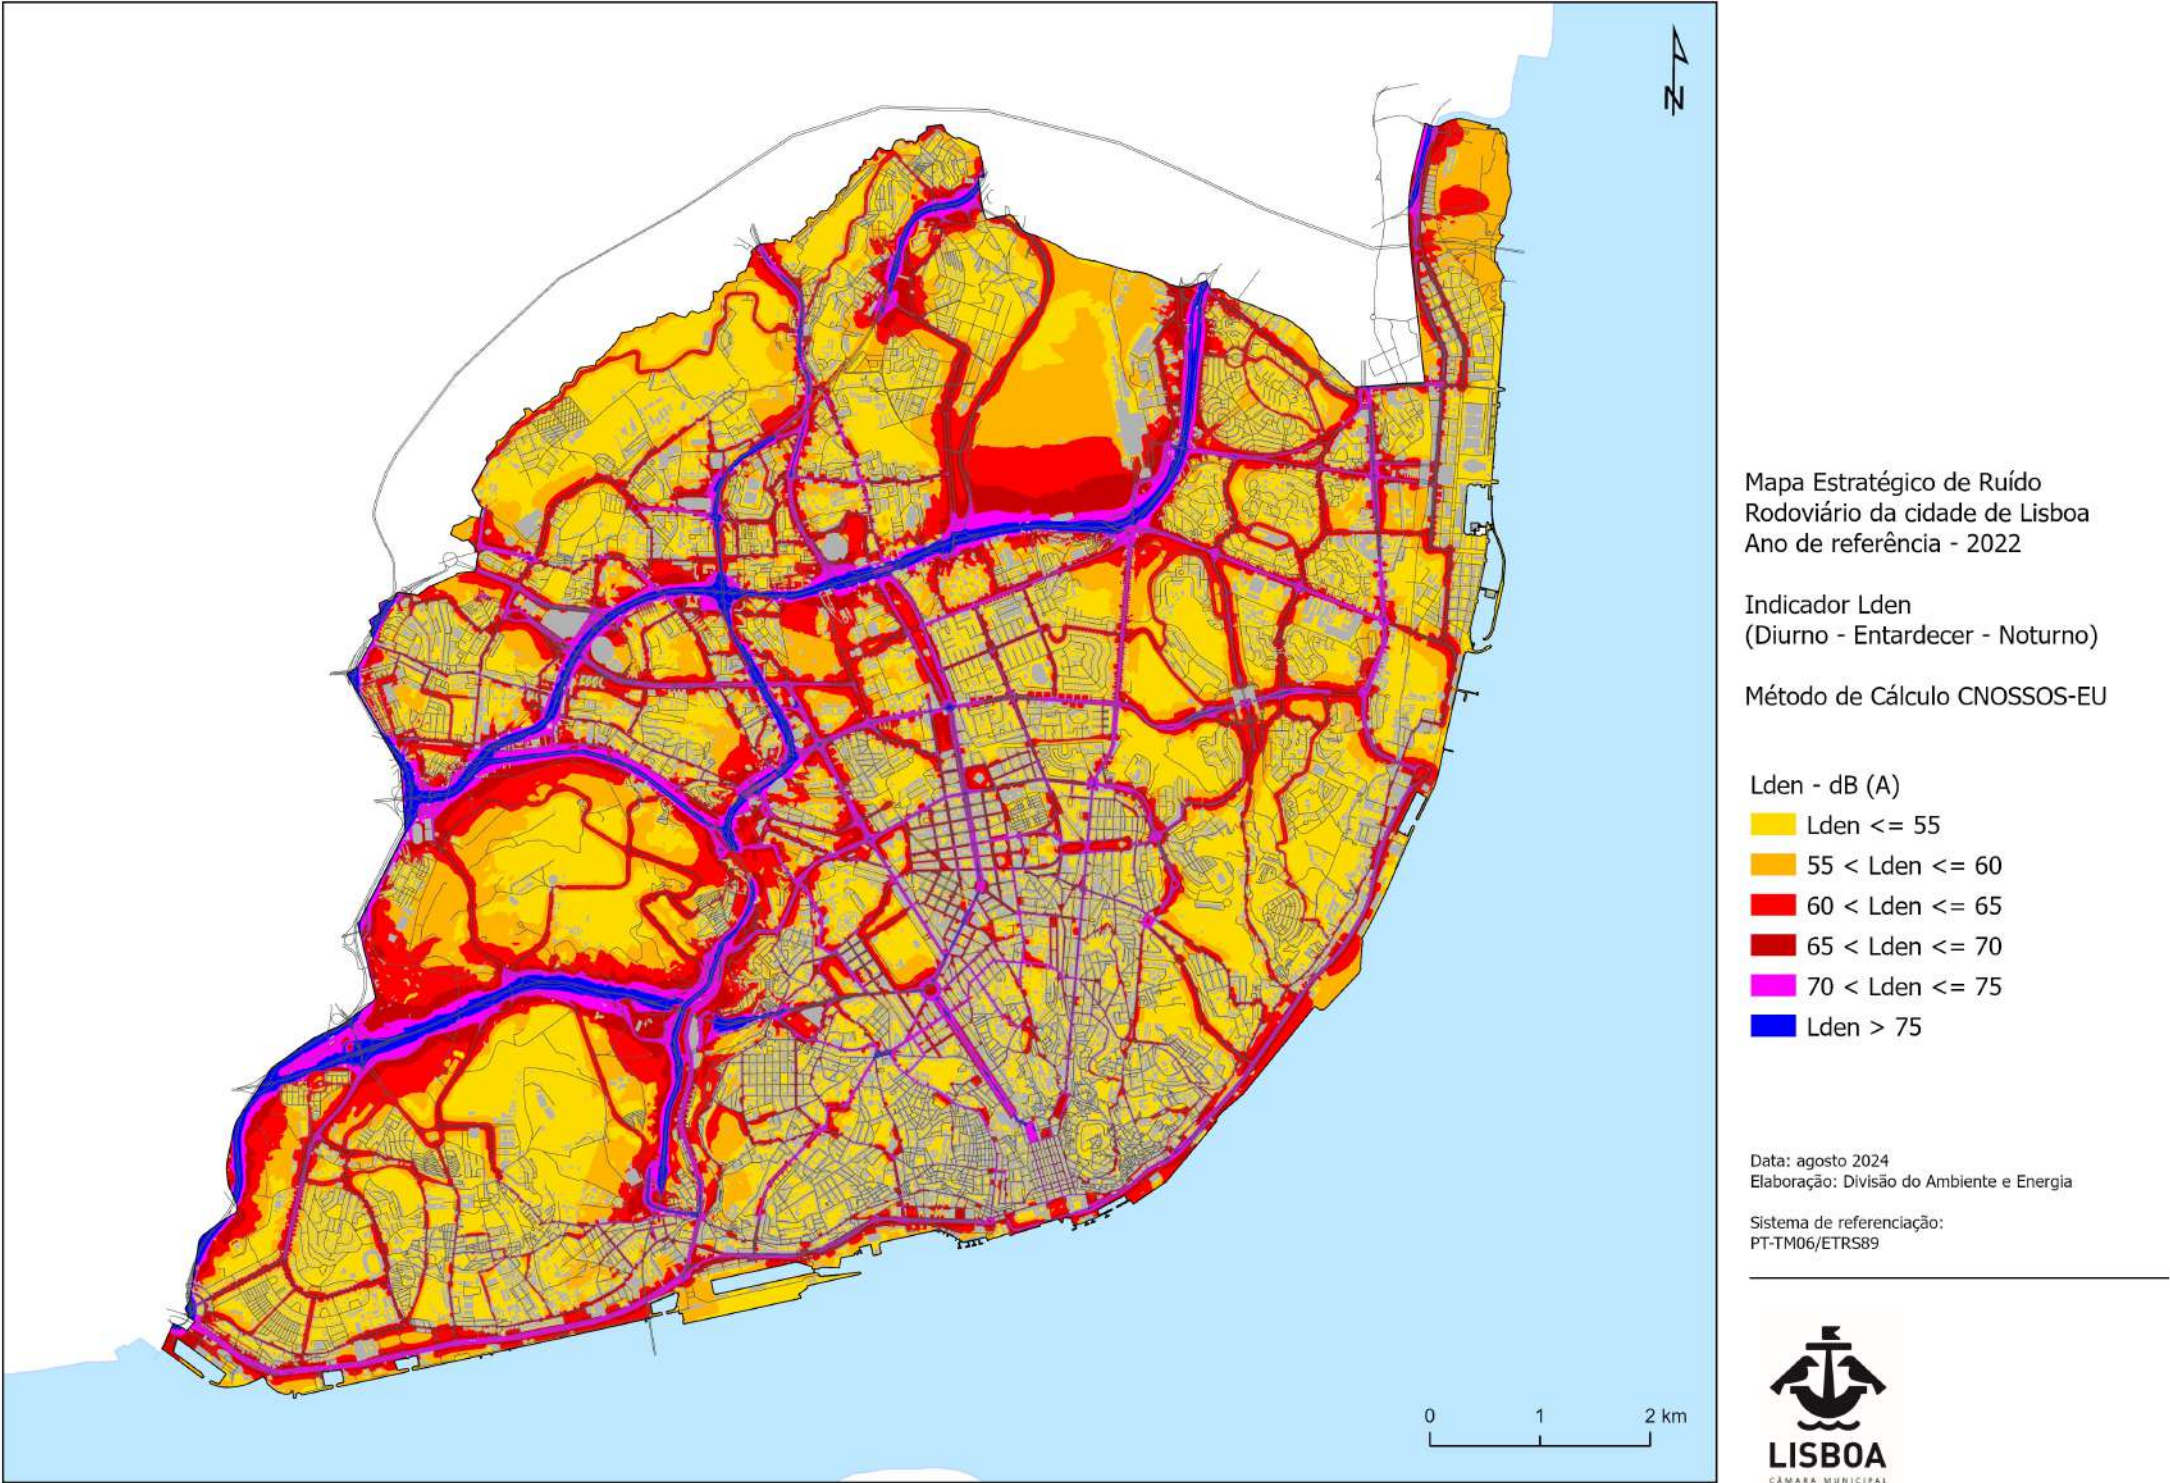 N
Mapa Estratégico de Ruído
Rodoviário da cidade de Lisboa
Ano de referência - 2022
Indicador Lden
(Diurno - Entardecer - Noturno)
Método de Cálculo CNOSSOS-EU
Lden - dB (A)
Lden <= 55
55 < Lden <= 60
60 < Lden <= 65
65 < Lden <= 70
70 < Lden <= 75
Lden > 75
Data: agosto 2024
Elaboração: Divisão do Ambiente e Energia
Sistema de referenciação:
PT-TM06/ETRS89
0 1 2 km
LISBOA
CÂMARA MUNICIPAL